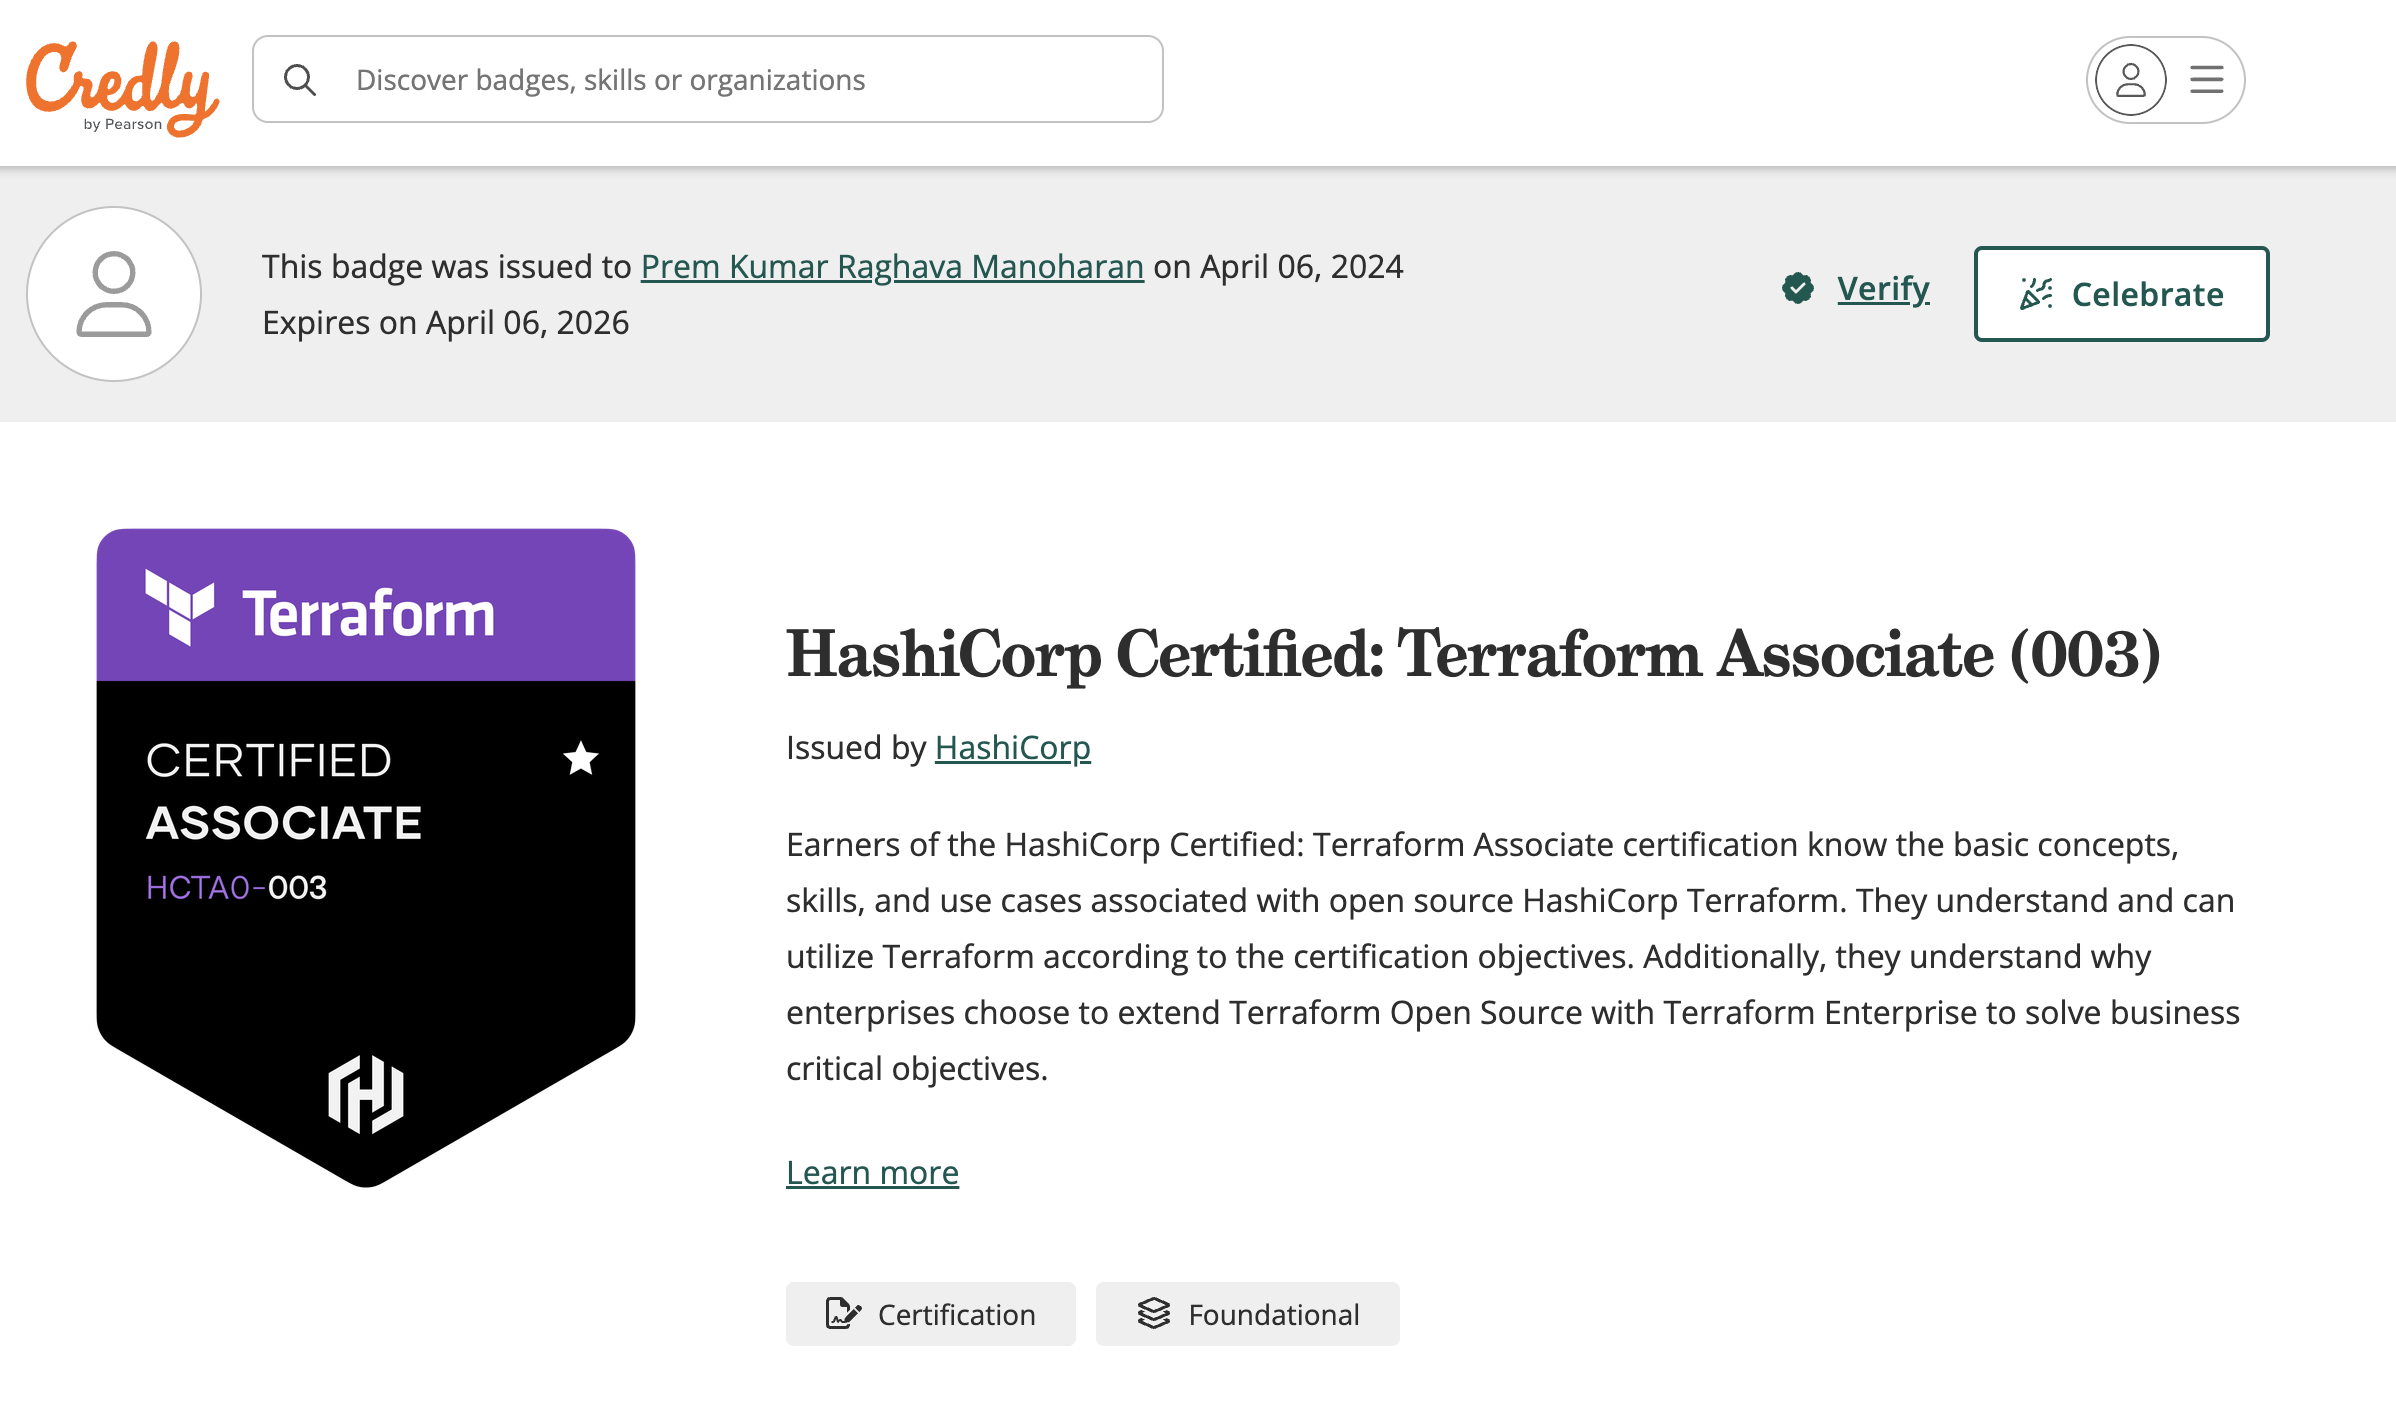 Credly
by Pearson
Discover badges, skills or organizations
This badge was issued to Prem Kumar Raghava Manoharan on April 06, 2024
Expires on April 06, 2026
Verify
Celebrate
Terraform
CERTIFIED
ASSOCIATE
HCTA0-003
HashiCorp Certified: Terraform Associate (003)
Issued by HashiCorp
Earners of the HashiCorp Certified: Terraform Associate certification know the basic concepts,
skills, and use cases associated with open source HashiCorp Terraform. They understand and can
utilize Terraform according to the certification objectives. Additionally, they understand why
enterprises choose to extend Terraform Open Source with Terraform Enterprise to solve business
critical objectives.
Learn more
Certification
Foundational